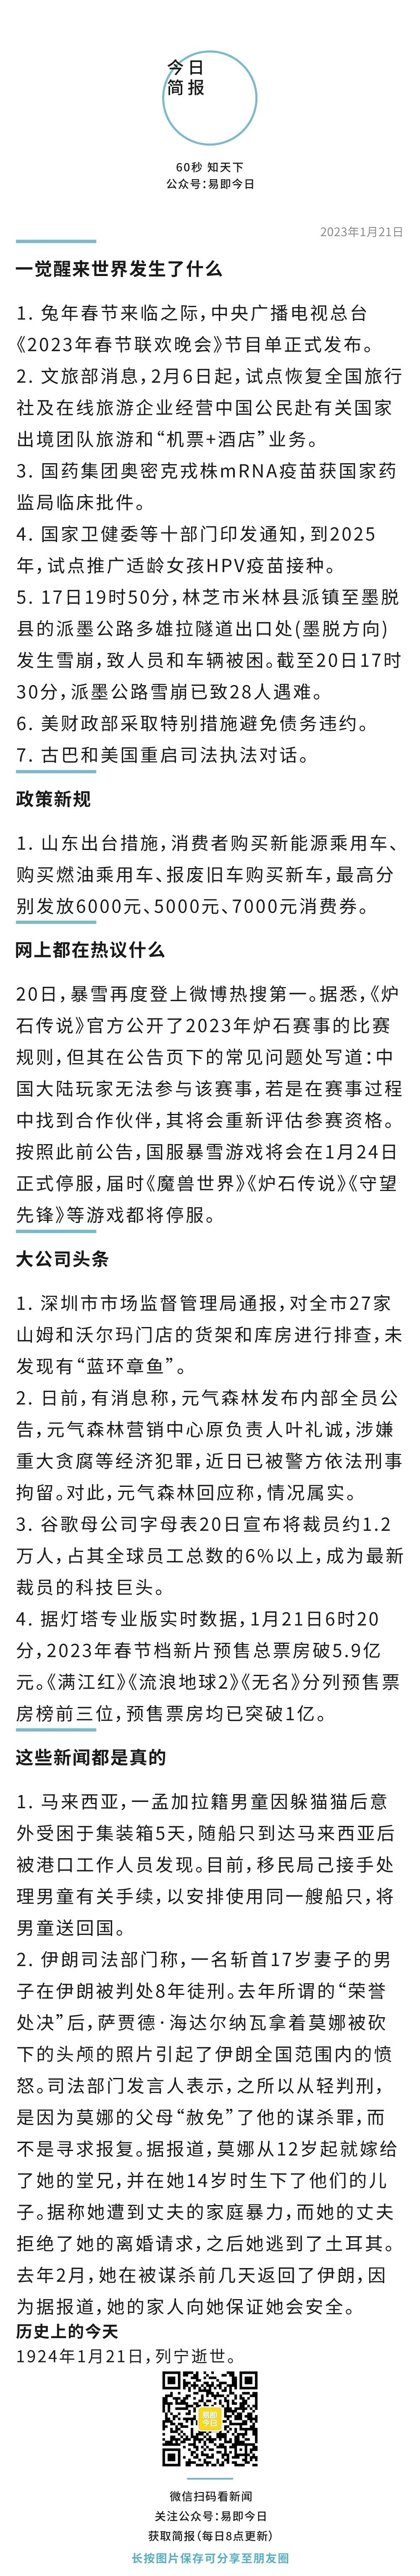 今日
简报
60秒 知天下
公众号：易即今日
2023年1月21日
一觉醒来世界发生了什么
1. 兔年春节来临之际，中央广播电视总台
《2023年春节联欢晚会》节目单正式发布。
2. 文旅部消息，2月6日起，试点恢复全国旅行
社及在线旅游企业经营中国公民赴有关国家
出境团队旅游和“机票+酒店”业务。
3. 国药集团奥密克戎株mRNA疫苗获国家药
监局临床批件。
4. 国家卫健委等十部门印发通知，到2025
年，试点推广适龄女孩HPV疫苗接种。
5. 17日19时50分，林芝市米林县派镇至墨脱
县的派墨公路多雄拉隧道出口处(墨脱方向)
发生雪崩，致人员和车辆被困。截至20日17时
30分，派墨公路雪崩已致28人遇难。
6. 美财政部采取特别措施避免债务违约。
7. 古巴和美国重启司法执法对话。
政策新规
1. 山东出台措施，消费者购买新能源乘用车、
购买燃油乘用车、报废旧车购买新车，最高分
别发放6000元、5000元、7000元消费券。
网上都在热议什么
20日，暴雪再度登上微博热搜第一。据悉，《炉
石传说》官方公开了2023年炉石赛事的比赛
规则，但其在公告页下的常见问题处写道：中
国大陆玩家无法参与该赛事，若是在赛事过程
中找到合作伙伴，其将会重新评估参赛资格。
按照此前公告，国服暴雪游戏将会在1月24日
正式停服，届时《魔兽世界》《炉石传说》《守望
先锋》等游戏都将停服。
大公司头条
1. 深圳市市场监督管理局通报，对全市27家
山姆和沃尔玛门店的货架和库房进行排查，未
发现有“蓝环章鱼”。
2. 日前，有消息称，元气森林发布内部全员公
告，元气森林营销中心原负责人叶礼诚，涉嫌
重大贪腐等经济犯罪，近日已被警方依法刑事
拘留。对此，元气森林回应称，情况属实。
3. 谷歌母公司字母表20日宣布将裁员约1.2
万人，占其全球员工总数的6%以上，成为最新
裁员的科技巨头。
4. 据灯塔专业版实时数据，1月21日6时20
分，2023年春节档新片预售总票房破5.9亿
元。《满江红》《流浪地球2》《无名》分列预售票
房榜前三位，预售票房均已突破1亿。
这些新闻都是真的
1. 马来西亚，一孟加拉籍男童因躲猫猫后意
外受困于集装箱5天，随船只到达马来西亚后
被港口工作人员发现。目前，移民局已接手处
理男童有关手续，以安排使用同一艘船只，将
男童送回国。
2. 伊朗司法部门称，一名斩首17岁妻子的男
子在伊朗被判处8年徒刑。去年所谓的“荣誉
处决”后，萨贾德·海达尔纳瓦拿着莫娜被砍
下的头颅的照片引起了伊朗全国范围内的愤
怒。司法部门发言人表示，之所以从轻判刑，
是因为莫娜的父母“赦免”了他的谋杀罪，而
不是寻求报复。据报道，莫娜从12岁起就嫁给
了她的堂兄，并在她14岁时生下了他们的儿
子。据称她遭到丈夫的家庭暴力，而她的丈夫
拒绝了她的离婚请求，之后她逃到了土耳其。
去年2月，她在被谋杀前几天返回了伊朗，因
为据报道，她的家人向她保证她会安全。
历史上的今天
1924年1月21日，列宁逝世。
易即
今日
微信扫码看新闻
关注公众号：易即今日
获取简报（每日8点更新）
长按图片保存可分享至朋友圈